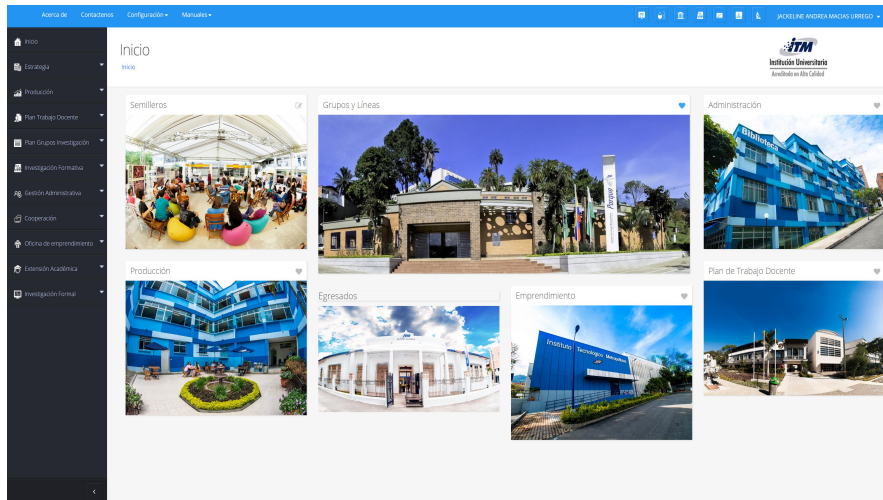 Acerca de
Contactenos
Configuración
Manuales
JACKELINE ANDREA MACIAS URREGO
Inicio
Estrategia
Producción
Plan Trabajo Docente
Plan Grupos Investigación
Investigación Formativa
Gestión Administrativa
Cooperación
Oficina de emprendimiento
Extensión Académica
Investigación Formal
Inicio
Inicio
ITM
Institución Universitaria
Acreditada en Alta Calidad
Semilleros
Grupos y Líneas
Parque
Administración
Biblioteca
Producción
Egresados
Emprendimiento
Instituto Tecnológico Metropolitano
Plan de Trabajo Docente